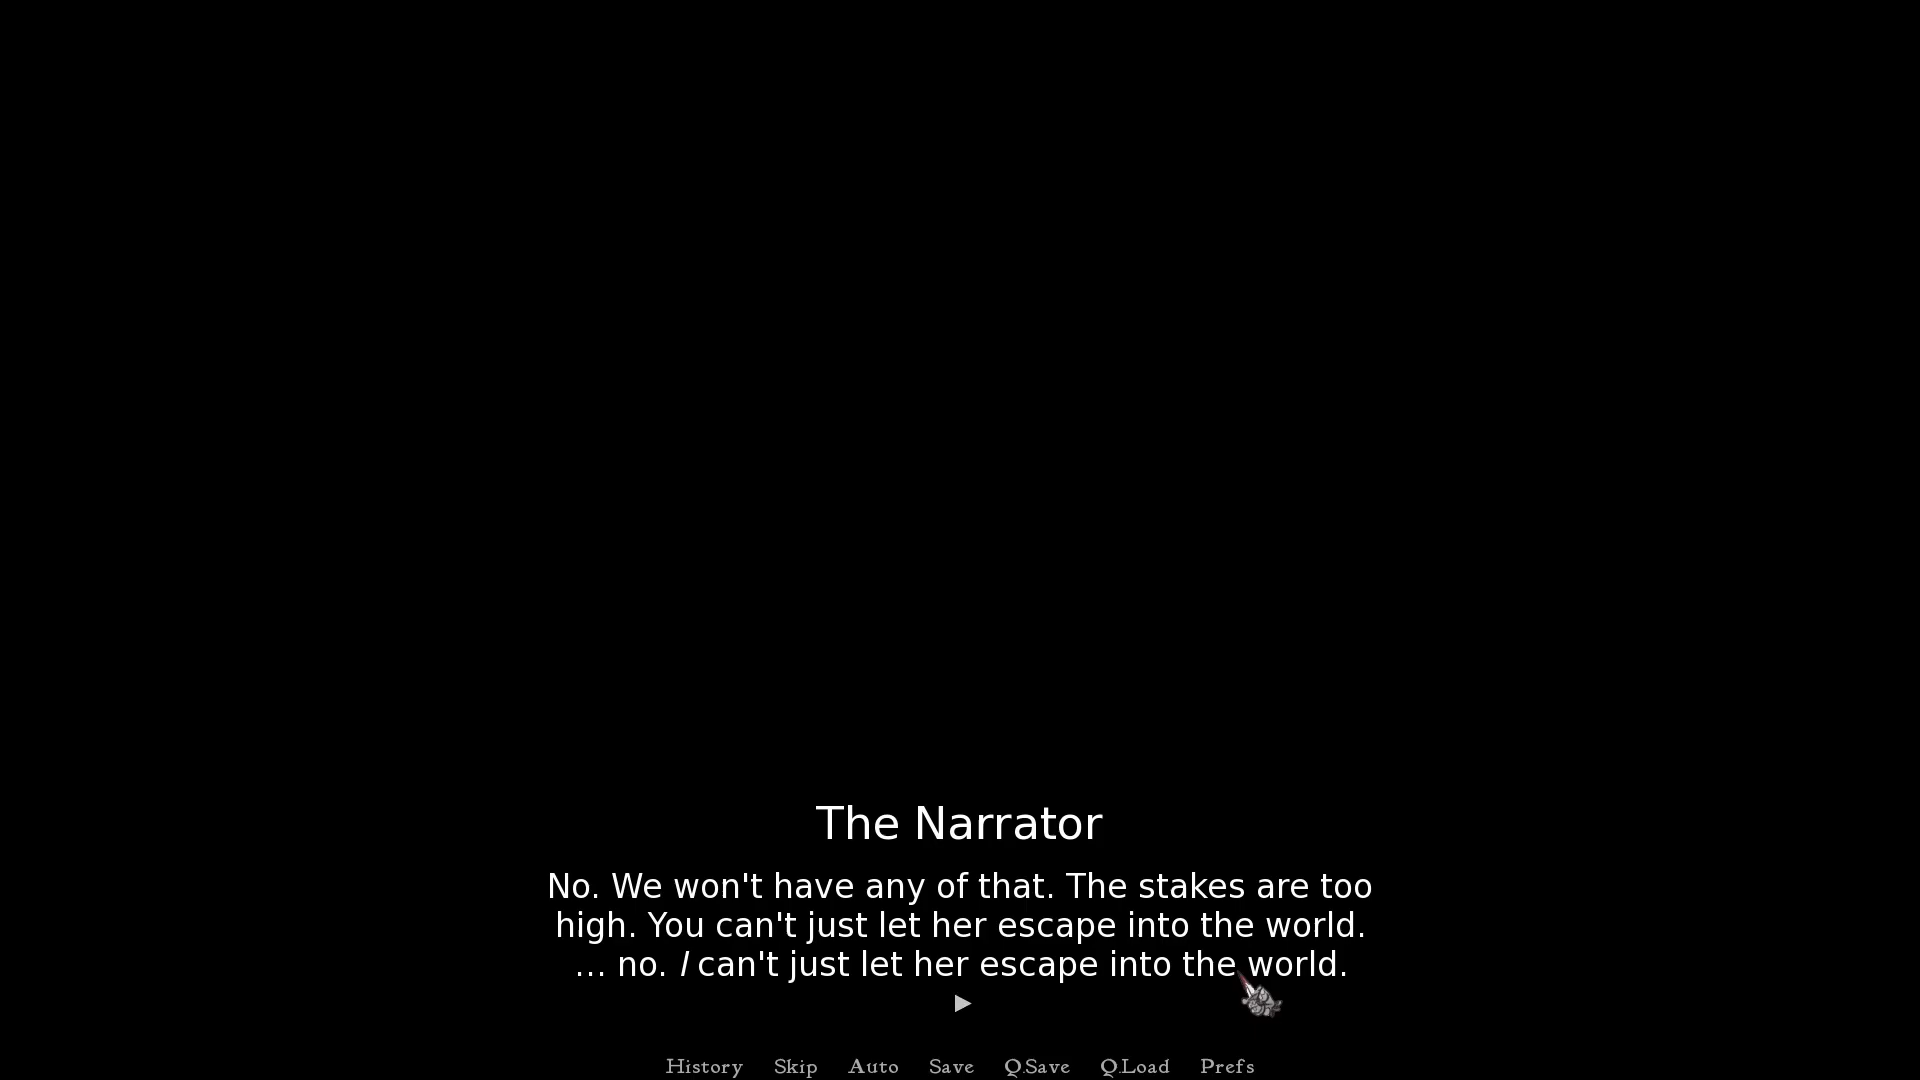 The Narrator
No. We won't have any of that. The stakes are too
high. You can't just let her escape into the world.
... no. I can't just let her escape into the world.
History Skip Auto Save Q.Save Q.Load Prefs